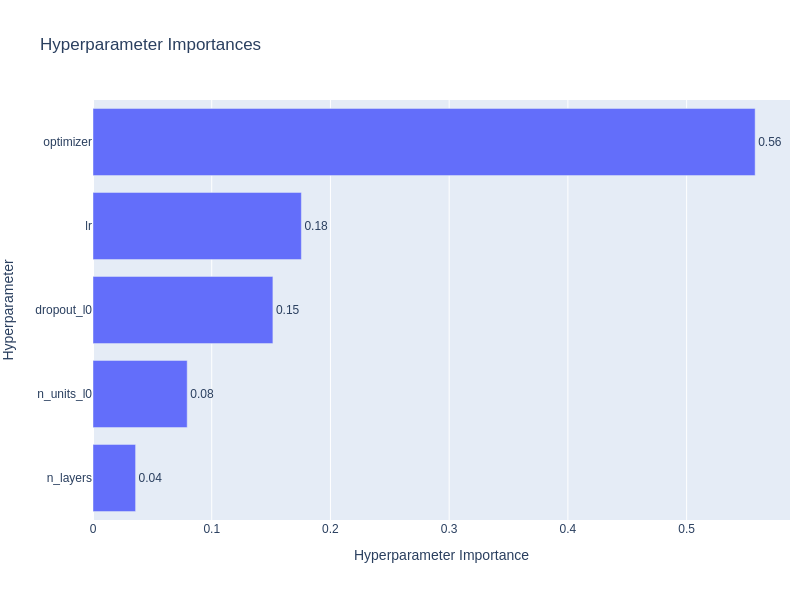 Hyperparameter Importances
optimizer
0.56
lr
0.18
dropout_l0
0.15
n_units_l0
0.08
n_layers
0.04
0
0.1
0.2
0.3
0.4
0.5
Hyperparameter Importance
Hyperparameter